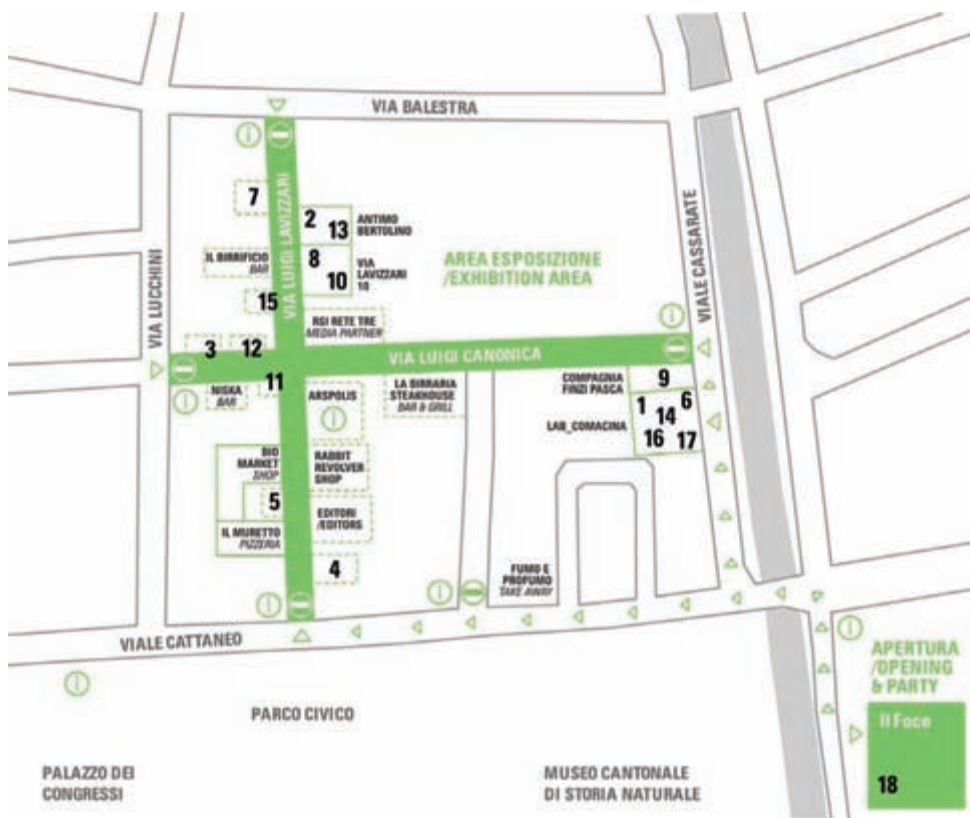 VIA BALESTRA
i
i
7
VIA LUIGI LAVIZZARI
2
13
ANTIMO
BERTOLINO
IL BIRRIFICIO
BAR
8
10
VIA
LAVIZZARI
10
AREA ESPOSIZIONE
/EXHIBITION AREA
VIALE CASSARATE
VIA LUCCHINI
15
RSI RETE TRE
MEDIA PARTNER
i
3
12
VIA LUIGI CANONICA
11
NISKA
BAR
ARSPOLIS
i
LA BIRRARIA
STEAKHOUSE
BAR & GRILL
COMPAGNIA
FINZI PASCA
9
LAB_COMACINA
1
6
14
16
17
BIO
MARKET
SHOP
RABBIT
REVOLVER
SHOP
5
EDITORI
/EDITORS
IL MURETTO
PIZZERIA
4
FUMO E
PROFUMO
TAKE AWAY
i
i
VIALE CATTANEO
i
i
APERTURA
/OPENING
& PARTY
Il Foce
18
PARCO CIVICO
PALAZZO DEI
CONGRESSI
MUSEO CANTONALE
DI STORIA NATURALE